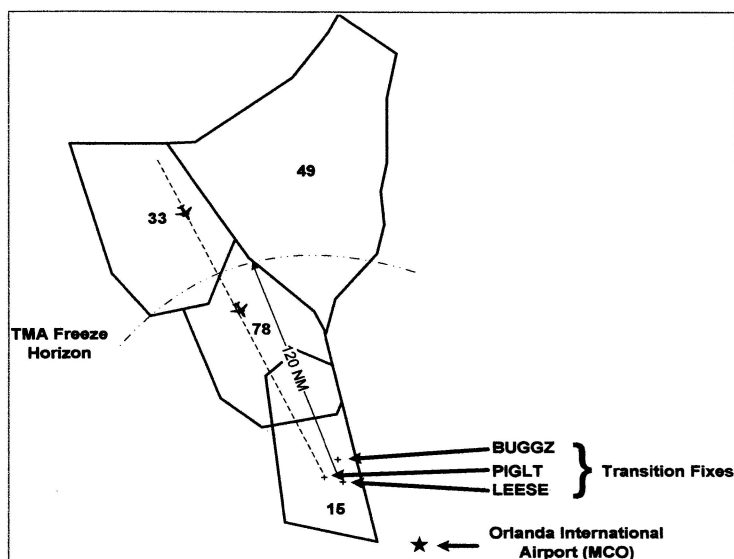 49
33
78
TMA Freeze
Horizon
120 NM
BUGGZ
PIGLT
LEESE
Transition Fixes
15
Orlanda International
Airport (MCO)